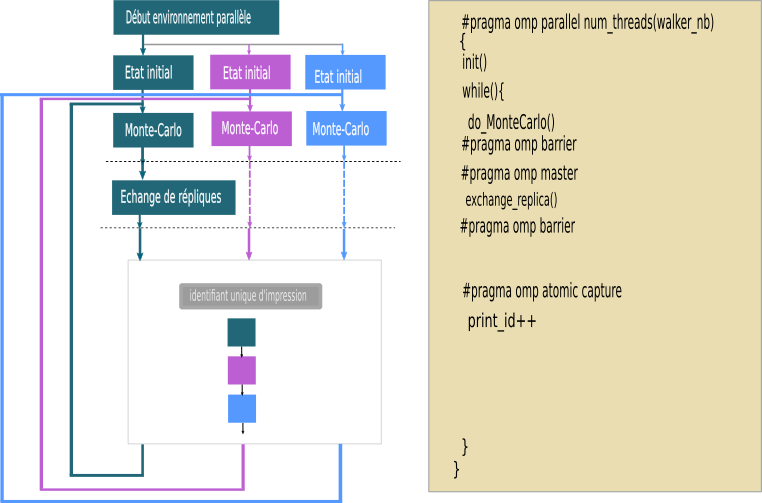 Début environnement parallèle
Etat initial
Etat initial
Etat initial
Monte-Carlo
Monte-Carlo
Monte-Carlo
Echange de répliques
identifiant unique d'impression
#pragma omp parallel num_threads(walker_nb)
{
init()
while(){
do_MonteCarlo()
#pragma omp barrier
#pragma omp master
exchange_replica()
#pragma omp barrier
#pragma omp atomic capture
print_id++
}
}